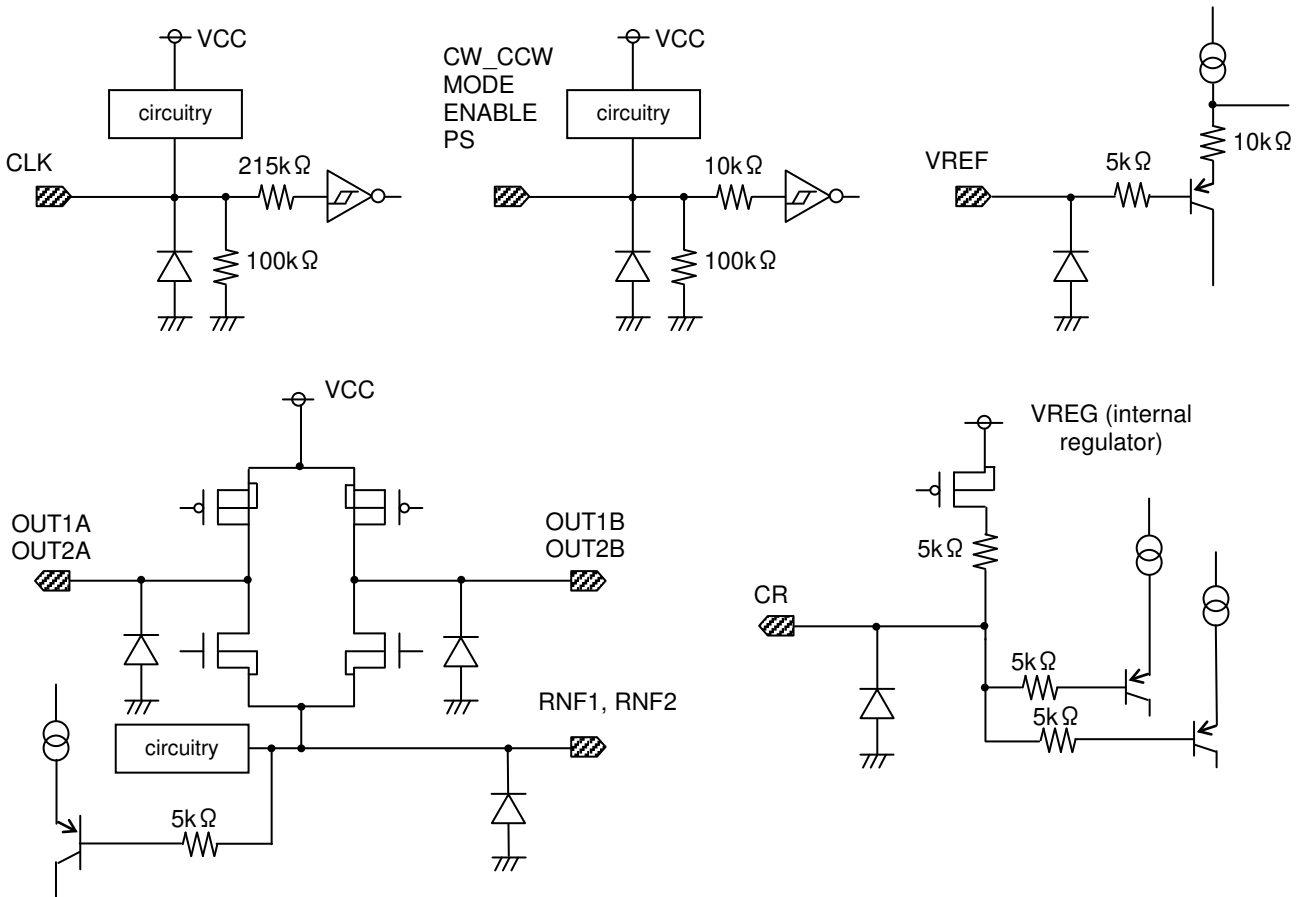 VCC
circuitry
CLK
215kΩ
100kΩ
VCC
CW_CCW
MODE
ENABLE
PS
circuitry
10kΩ
100kΩ
VREF
5kΩ
10kΩ
VCC
OUT1A
OUT2A
OUT1B
OUT2B
RNF1, RNF2
circuitry
5kΩ
VREG (internal
regulator)
5kΩ
CR
5kΩ
5kΩ